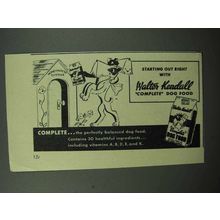 STARTING OUT RIGHT
WITH
Walter Kendall
"COMPLETE" DOG FOOD
COMPLETE...the perfectly balanced dog food.
Contains 30 healthful ingredients...
including vitamins A, B, D, E, and K.